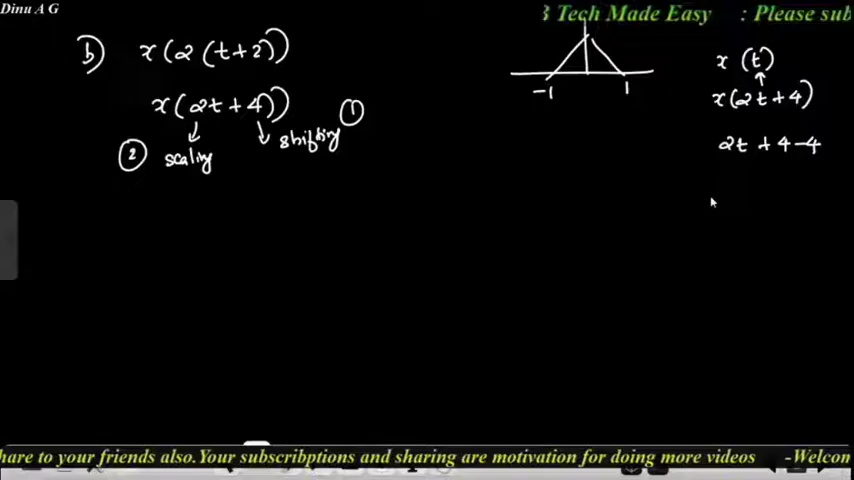 Dinu A G
3 Tech Made Easy : Please sub
b) x(2(t+2))
x(2t+4))
shifting ①
② scaling
-1 1
x(t)
x(2t+4)
2t+4-4
hare to your friends also.Your subscribptions and sharing are motivation for doing more videos -Welcon